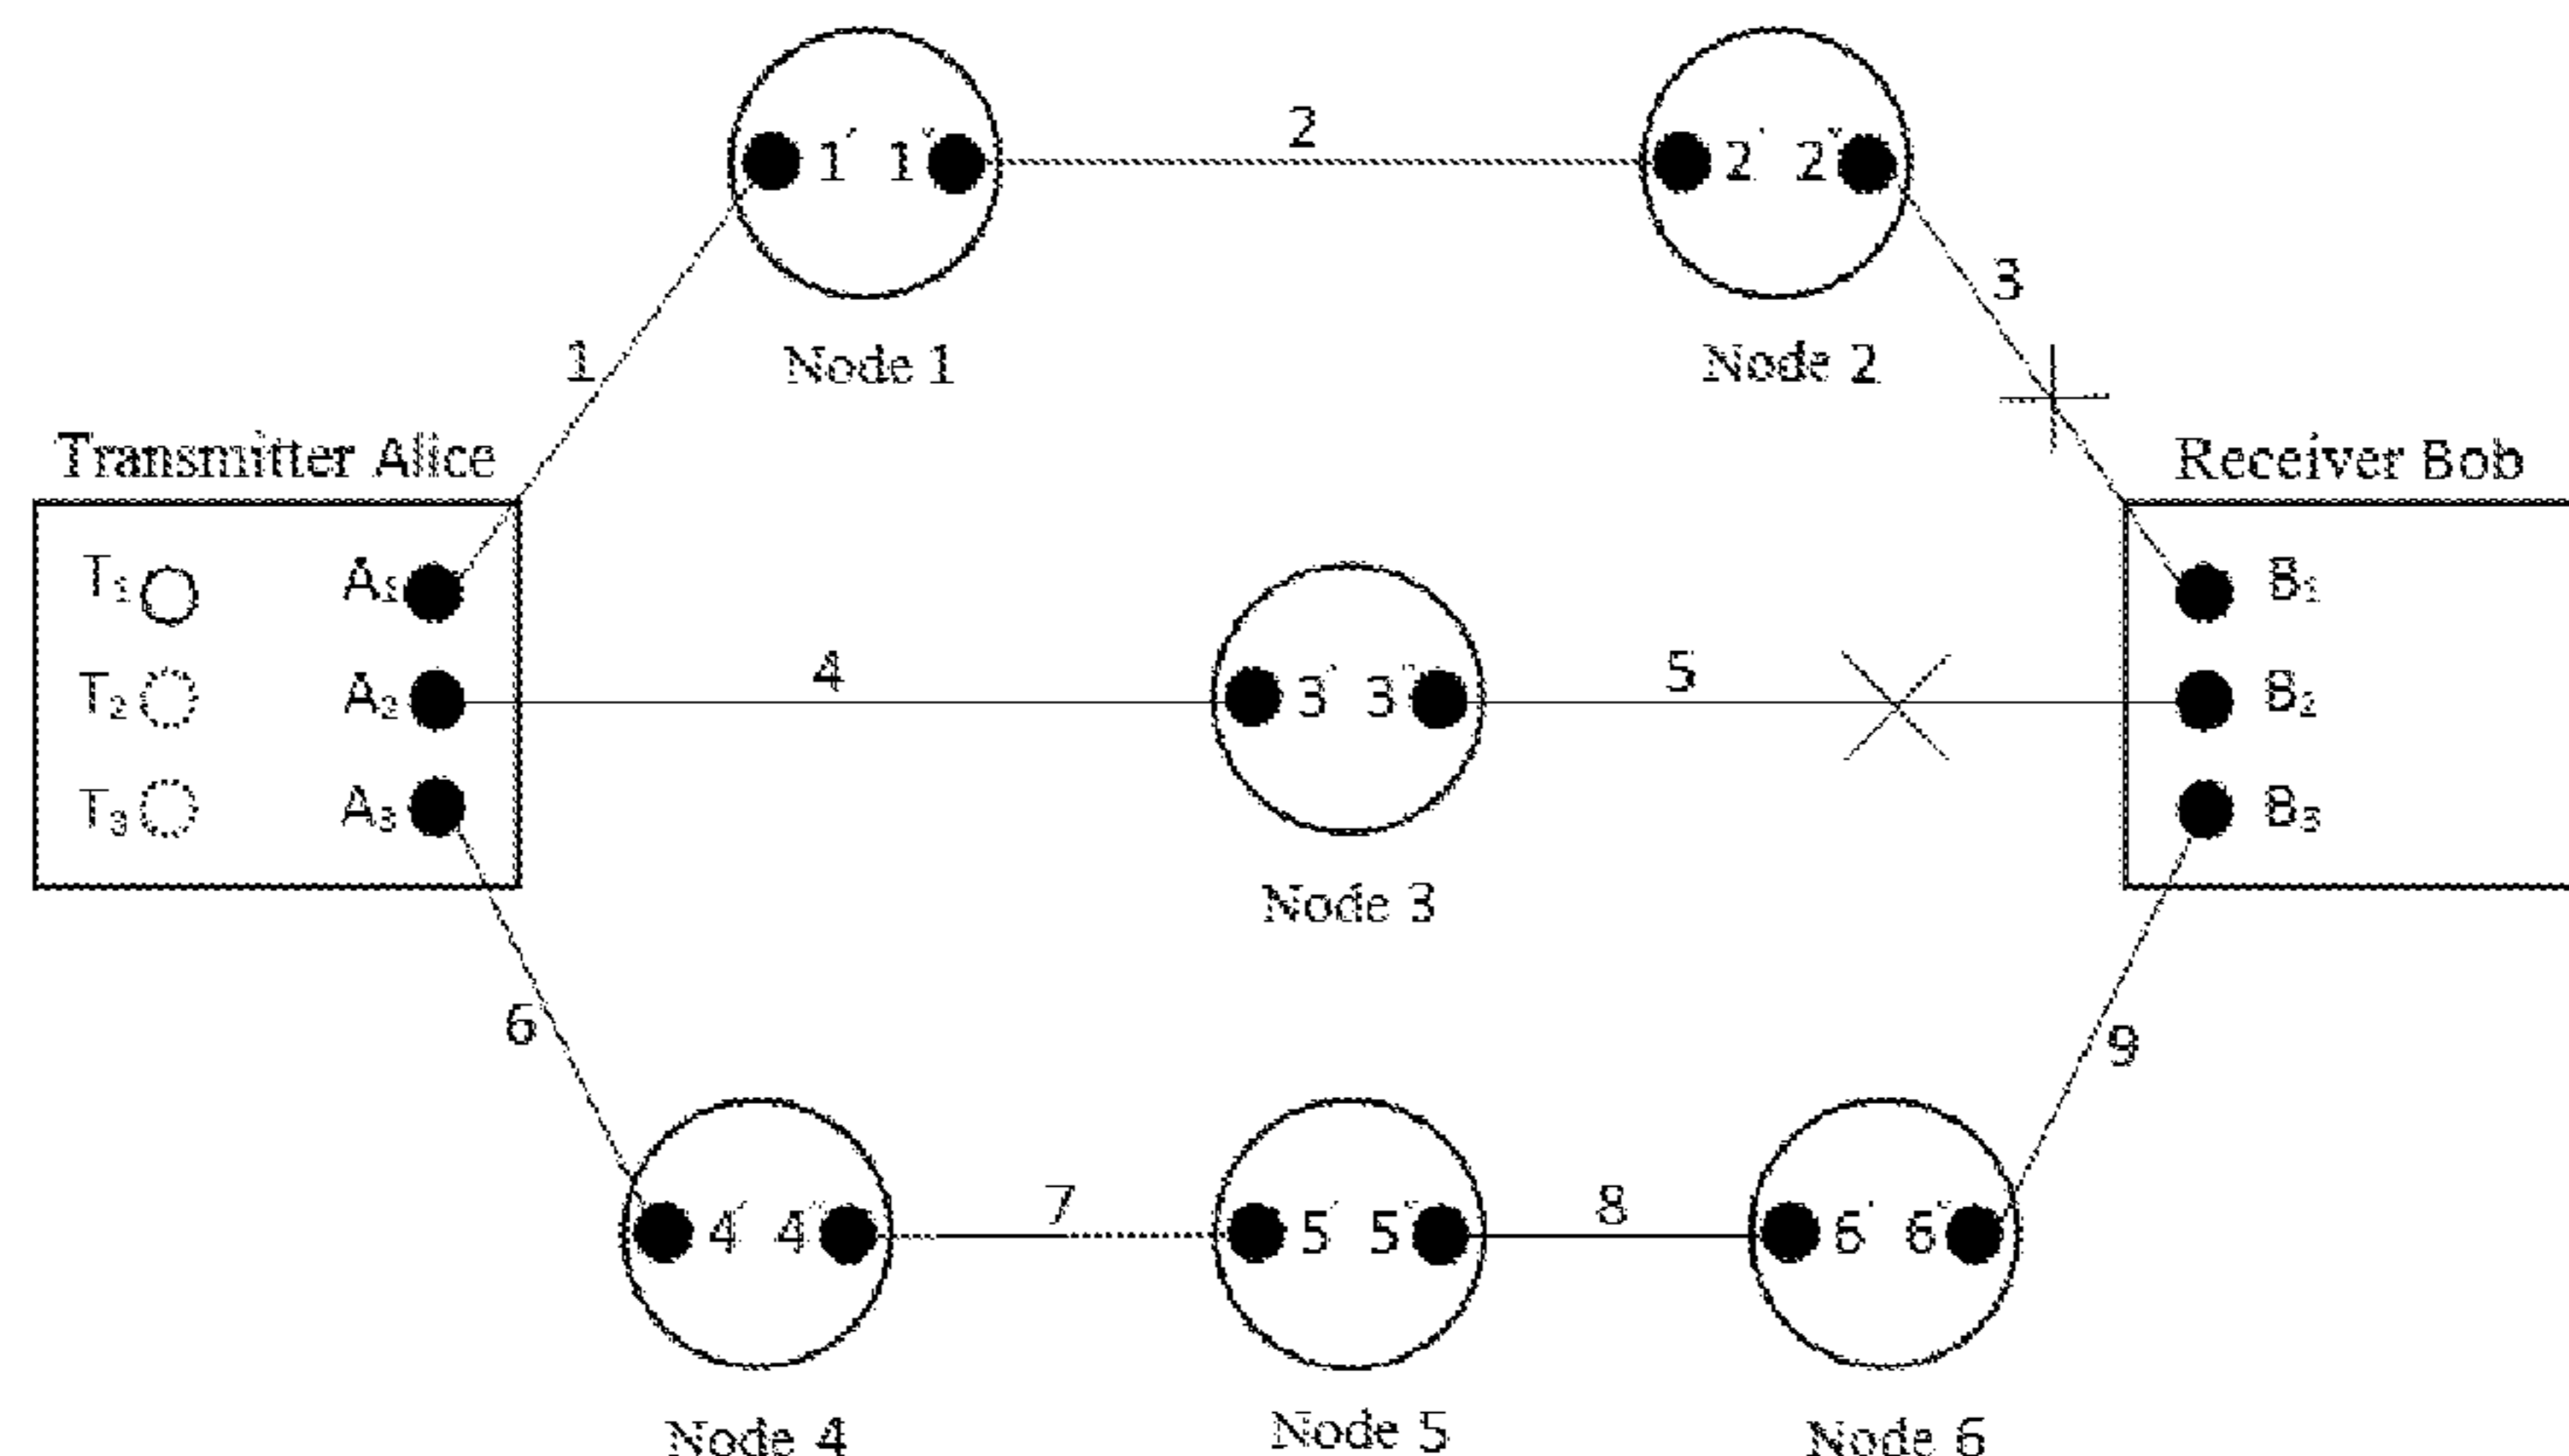 1′ 1″
2
2′ 2″
3
Node 1
Node 2
1
Transmitter Alice
Receiver Bob
T₁
A₁
B₁
T₂
A₂
4
3′ 3″
5
B₂
T₃
A₃
B₃
Node 3
6
9
4′ 4″
7
5′ 5″
8
6′ 6″
Node 4
Node 5
Node 6